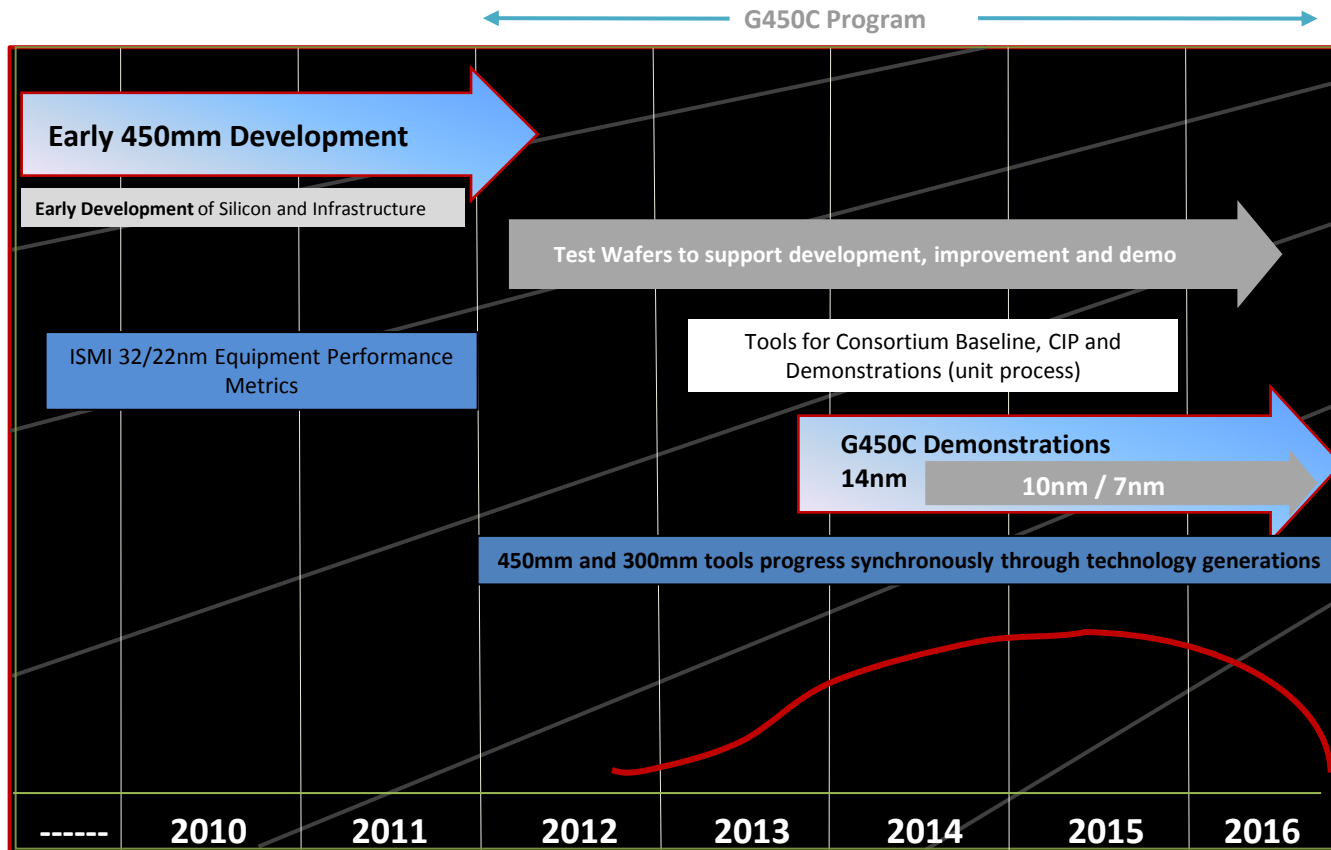 G450C Program
Early 450mm Development
Early Development of Silicon and Infrastructure
Test Wafers to support development, improvement and demo
ISMI 32/22nm Equipment Performance
Metrics
Tools for Consortium Baseline, CIP and
Demonstrations (unit process)
G450C Demonstrations
14nm
10nm / 7nm
450mm and 300mm tools progress synchronously through technology generations
------ 2010 2011 2012 2013 2014 2015 2016